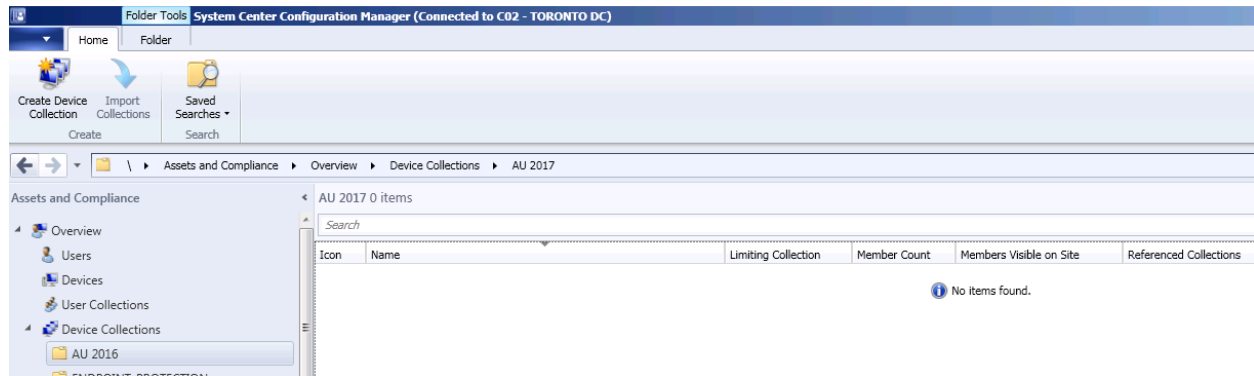 Folder Tools System Center Configuration Manager (Connected to C02 - TORONTO DC)
Home Folder
Create Device Collection
Import Collections
Saved Searches
Create Search
\ Assets and Compliance Overview Device Collections AU 2017
Assets and Compliance
Overview
Users
Devices
User Collections
Device Collections
AU 2016
ENDPOINT PROTECTION
AU 2017 0 items
Search
Icon Name Limiting Collection Member Count Members Visible on Site Referenced Collections
No items found.